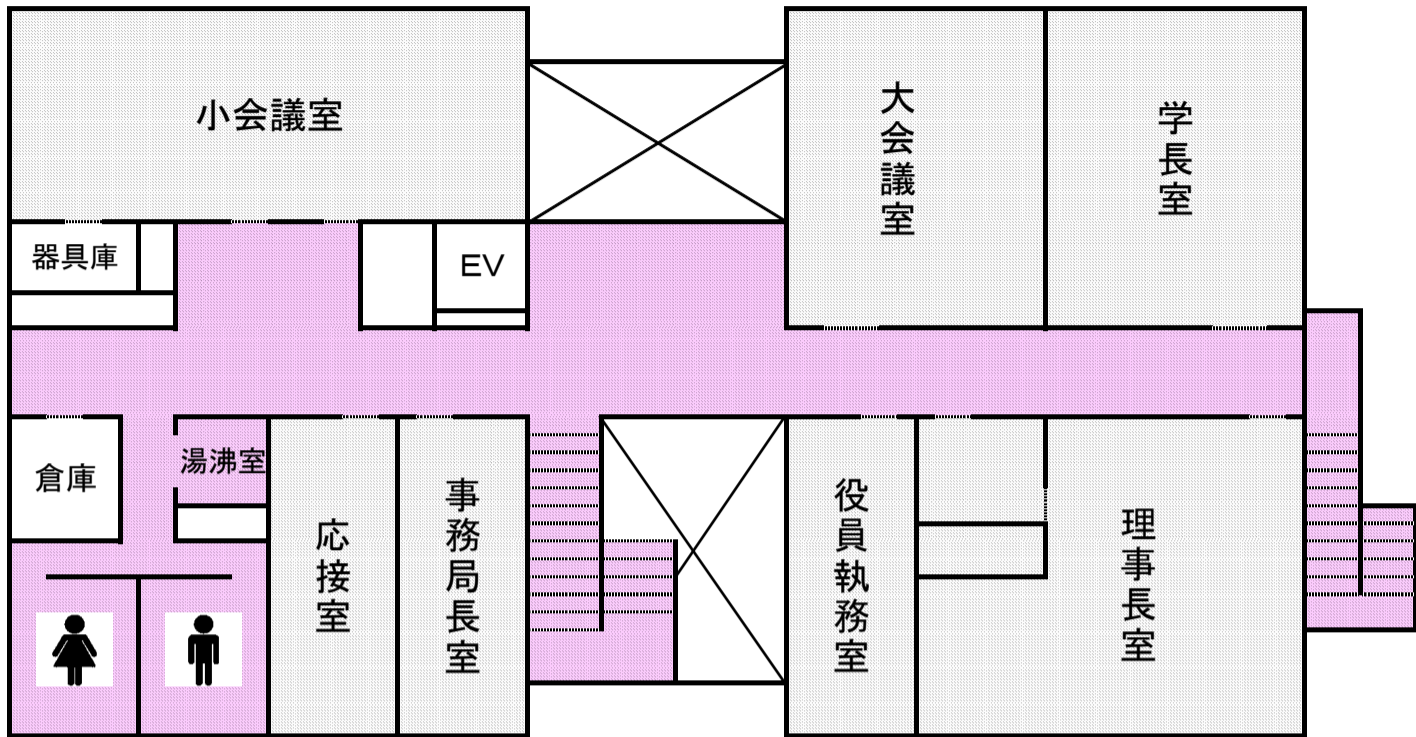 小会議室
大会議室
学長室
器具庫
EV
倉庫
湯沸室
応接室
事務局長室
役員執務室
理事長室